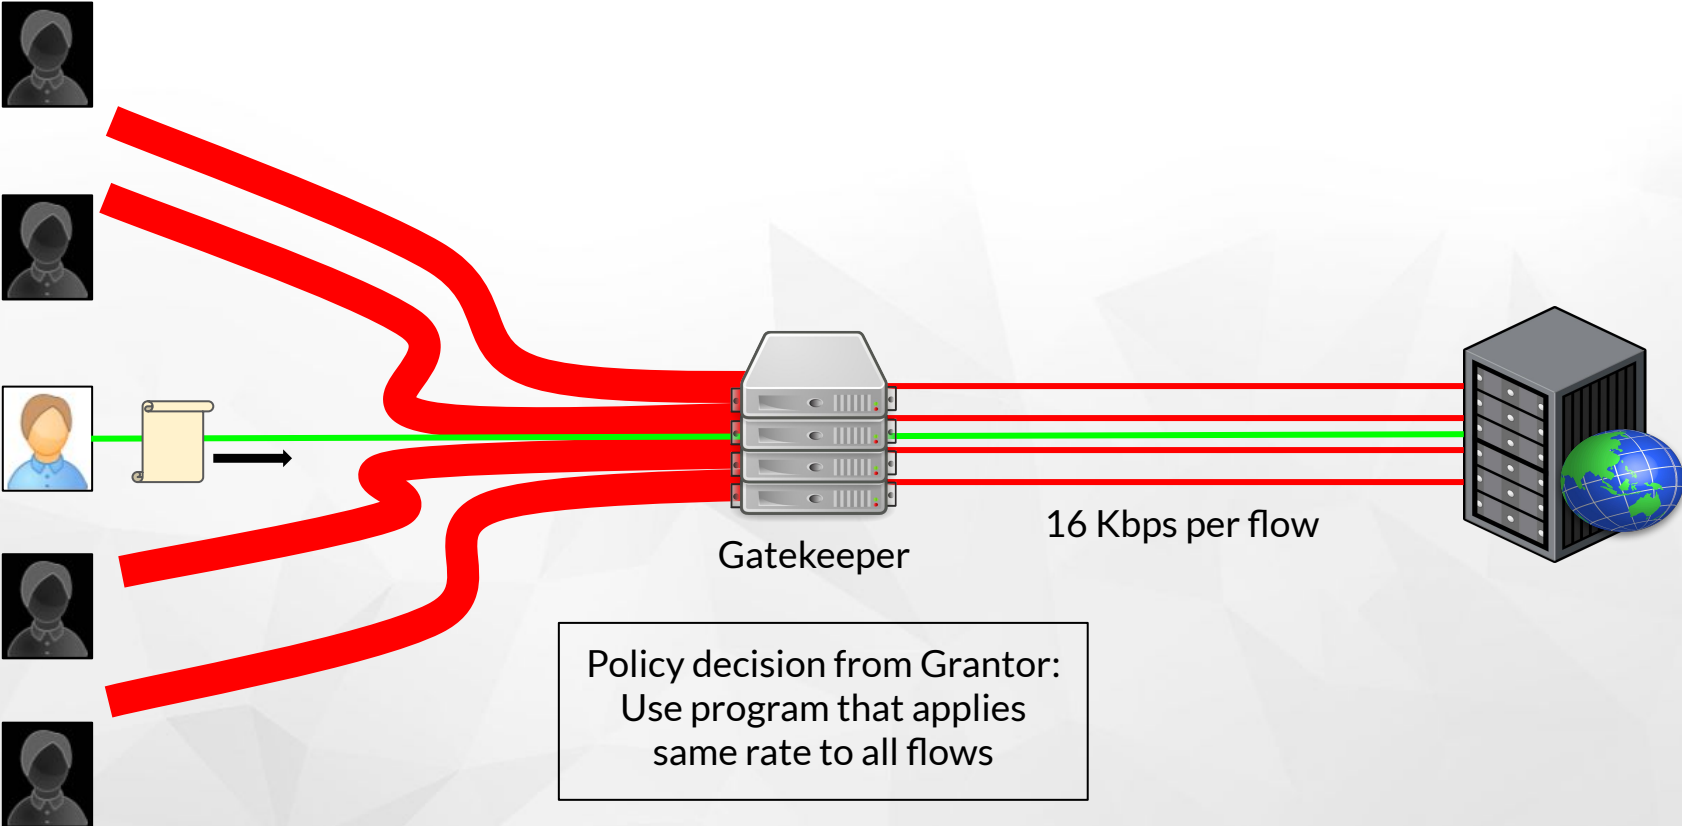 Gatekeeper
16 Kbps per flow
Policy decision from Grantor:
Use program that applies
same rate to all flows